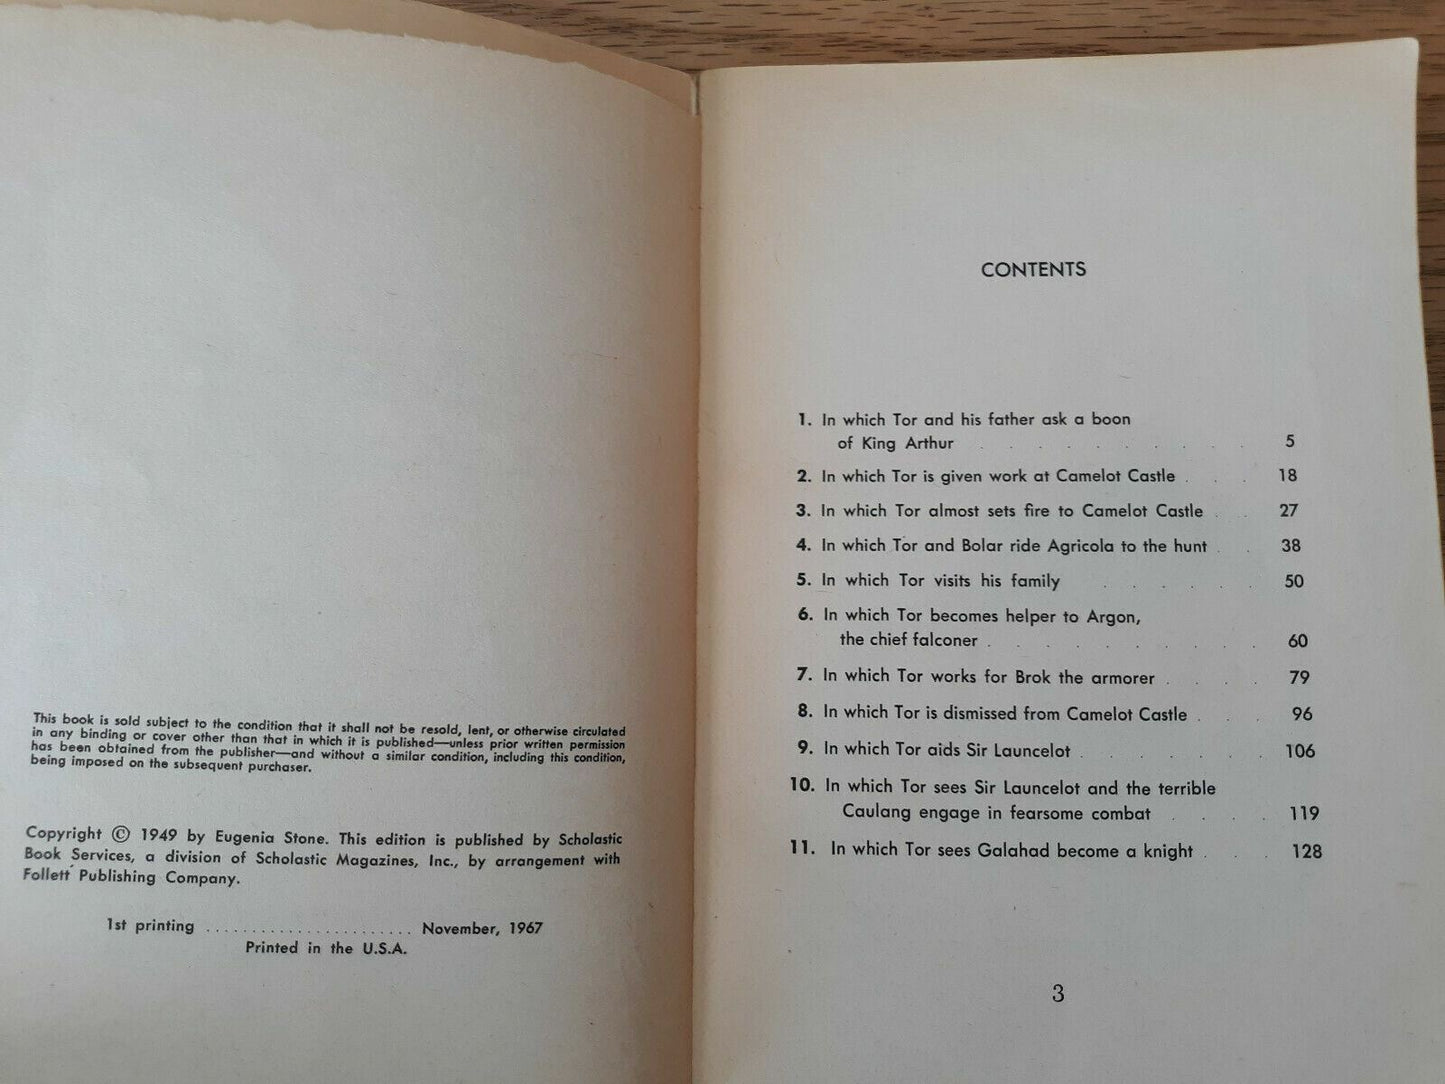 This book is sold subject to the condition that it shall not be resold, lent, or otherwise circulated
in any binding or cover other than that in which it is published—unless prior written permission
has been obtained from the publisher—and without a similar condition, including this condition,
being imposed on the subsequent purchaser.
Copyright © 1949 by Eugenia Stone. This edition is published by Scholastic
Book Services, a division of Scholastic Magazines, Inc., by arrangement with
Follett Publishing Company.
1st printing ...................... November, 1967
Printed in the U.S.A.
CONTENTS
1. In which Tor and his father ask a boon
of King Arthur . . . . . . . . . . 5
2. In which Tor is given work at Camelot Castle . . . 18
3. In which Tor almost sets fire to Camelot Castle . . 27
4. In which Tor and Bolar ride Agricola to the hunt . . 38
5. In which Tor visits his family . . . . . . 50
6. In which Tor becomes helper to Argon,
the chief falconer . . . . . . . . . . 60
7. In which Tor works for Brok the armorer . . . . 79
8. In which Tor is dismissed from Camelot Castle . . . 96
9. In which Tor aids Sir Launcelot . . . . . . . 106
10. In which Tor sees Sir Launcelot and the terrible
Caulang engage in fearsome combat . . . . 119
11. In which Tor sees Galahad become a knight . . . 128
3